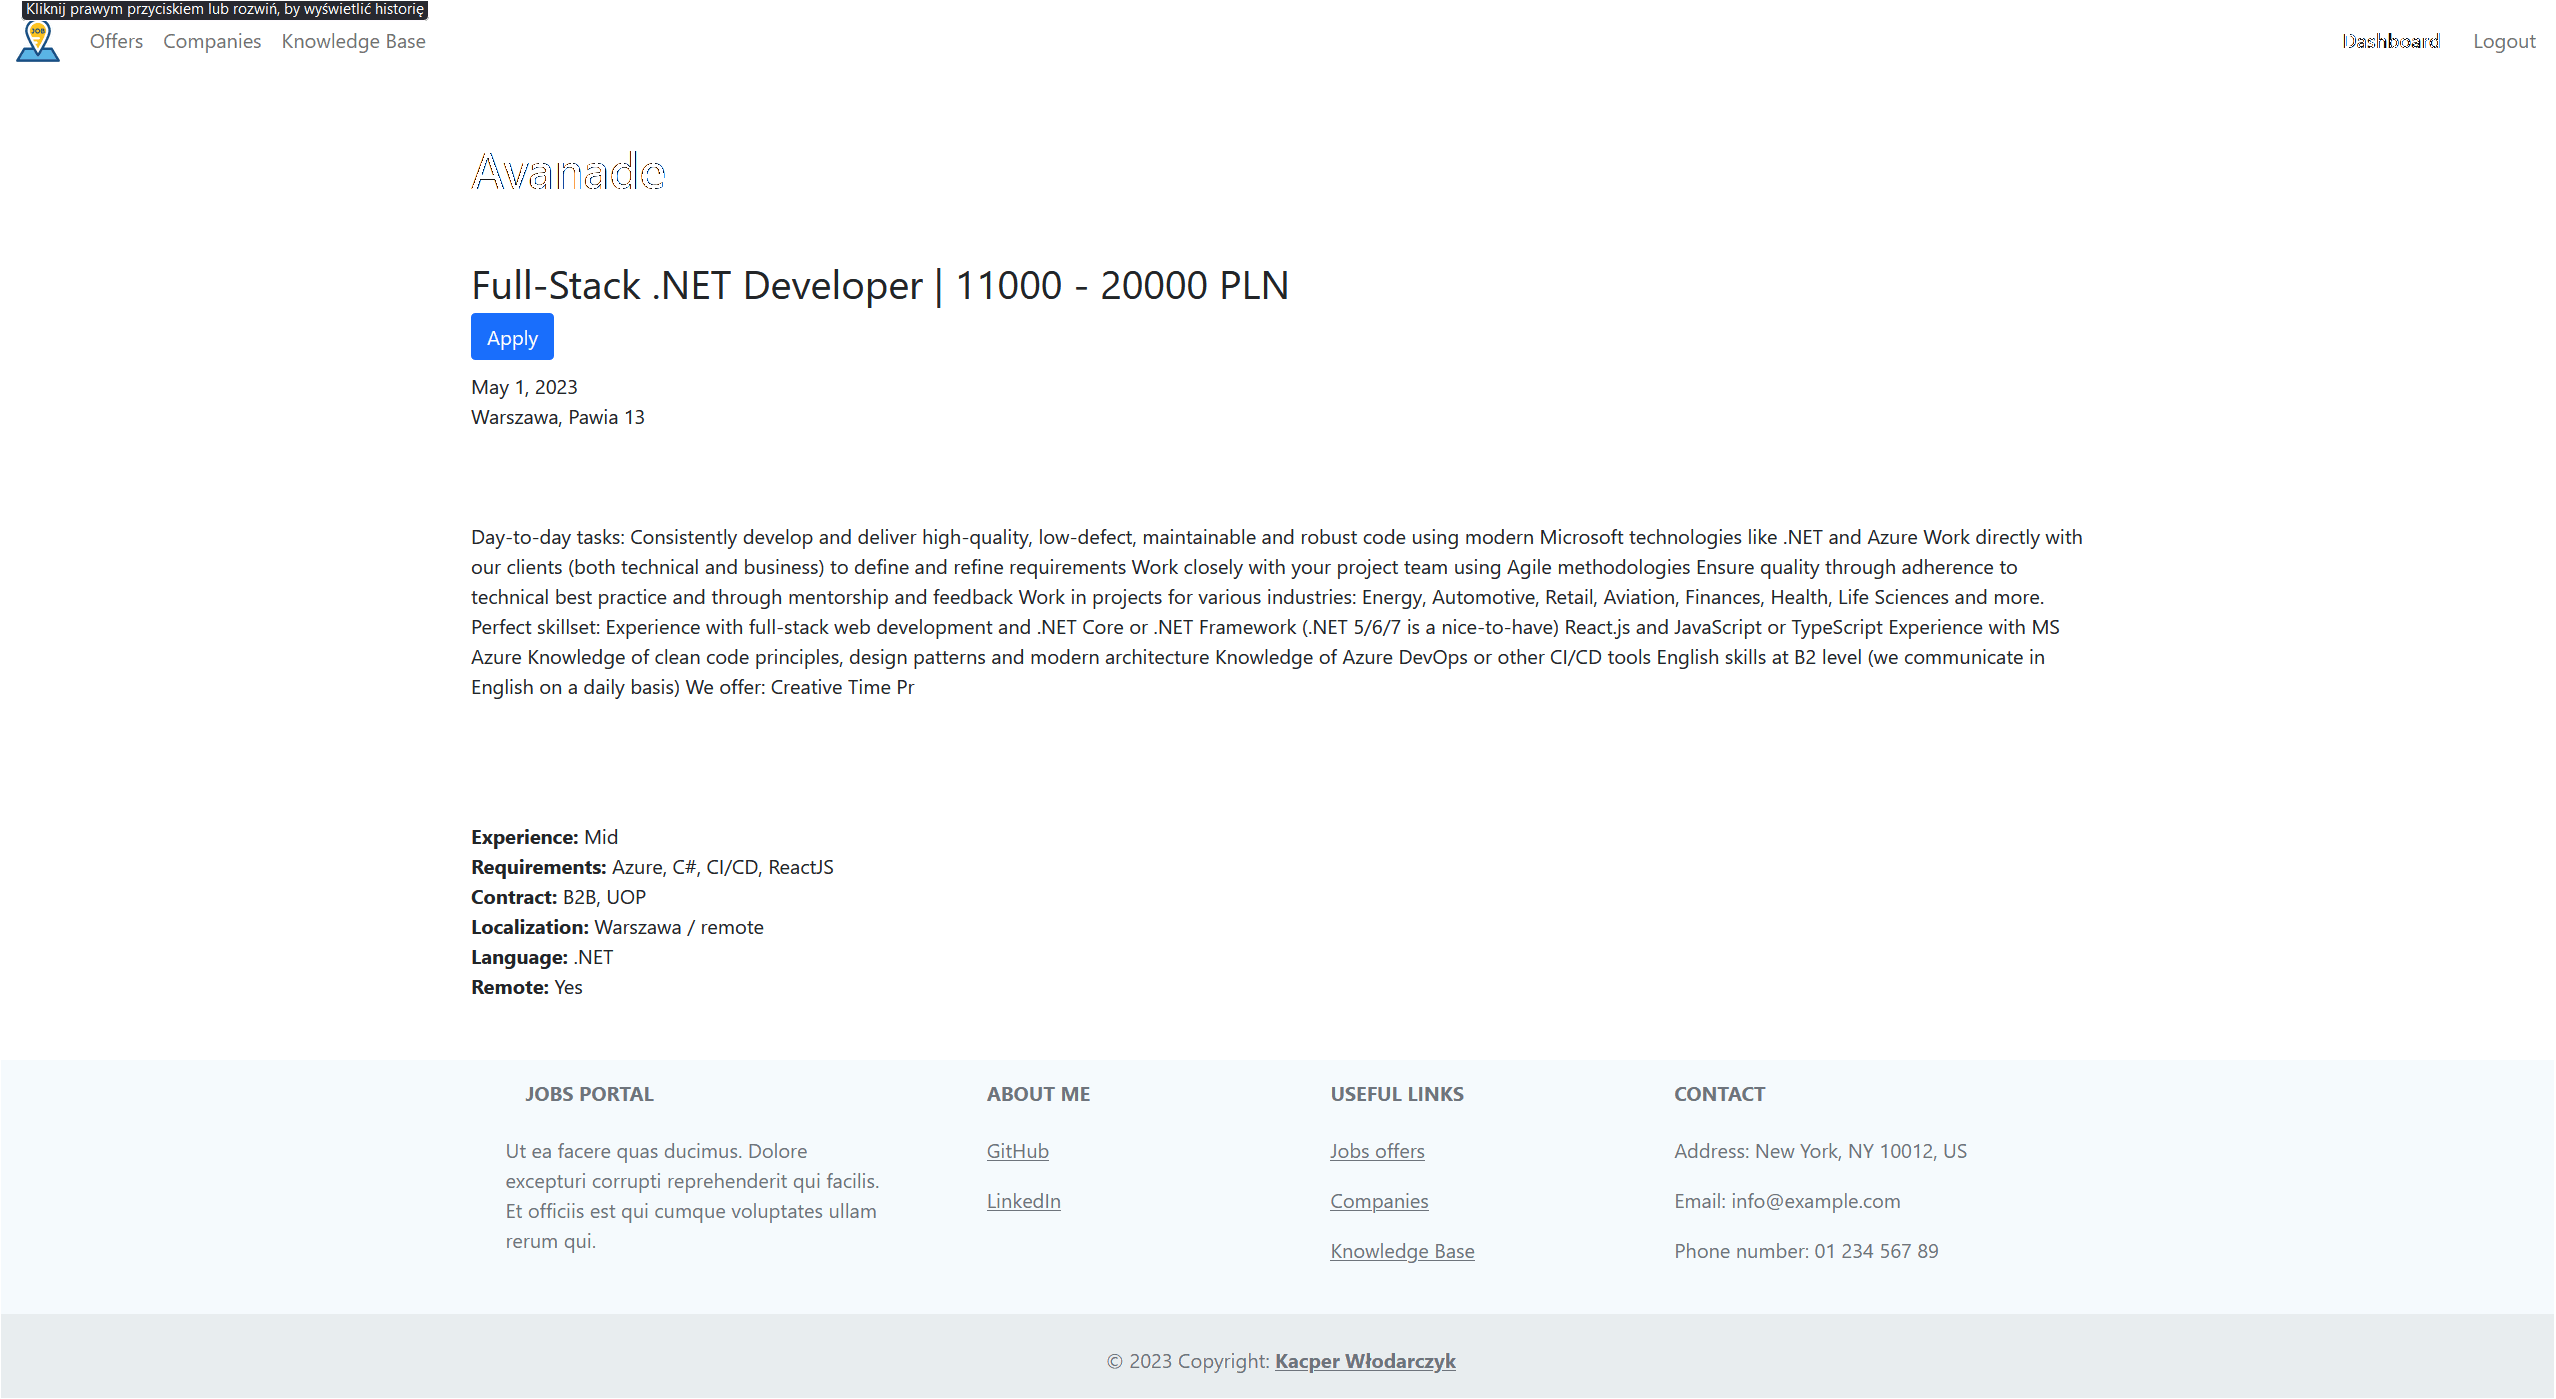 Kliknij prawym przyciskiem lub rozwiń, by wyświetlić historię
JOB
Offers Companies Knowledge Base Dashboard Logout
Avanade
Full-Stack .NET Developer | 11000 - 20000 PLN
Apply
May 1, 2023
Warszawa, Pawia 13
Day-to-day tasks: Consistently develop and deliver high-quality, low-defect, maintainable and robust code using modern Microsoft technologies like .NET and Azure Work directly with
our clients (both technical and business) to define and refine requirements Work closely with your project team using Agile methodologies Ensure quality through adherence to
technical best practice and through mentorship and feedback Work in projects for various industries: Energy, Automotive, Retail, Aviation, Finances, Health, Life Sciences and more.
Perfect skillset: Experience with full-stack web development and .NET Core or .NET Framework (.NET 5/6/7 is a nice-to-have) React.js and JavaScript or TypeScript Experience with MS
Azure Knowledge of clean code principles, design patterns and modern architecture Knowledge of Azure DevOps or other CI/CD tools English skills at B2 level (we communicate in
English on a daily basis) We offer: Creative Time Pr
Experience: Mid
Requirements: Azure, C#, CI/CD, ReactJS
Contract: B2B, UOP
Localization: Warszawa / remote
Language: .NET
Remote: Yes
JOBS PORTAL
Ut ea facere quas ducimus. Dolore
excepturi corrupti reprehenderit qui facilis.
Et officiis est qui cumque voluptates ullam
rerum qui.
ABOUT ME
GitHub
LinkedIn
USEFUL LINKS
Jobs offers
Companies
Knowledge Base
CONTACT
Address: New York, NY 10012, US
Email: info@example.com
Phone number: 01 234 567 89
© 2023 Copyright: Kacper Włodarczyk